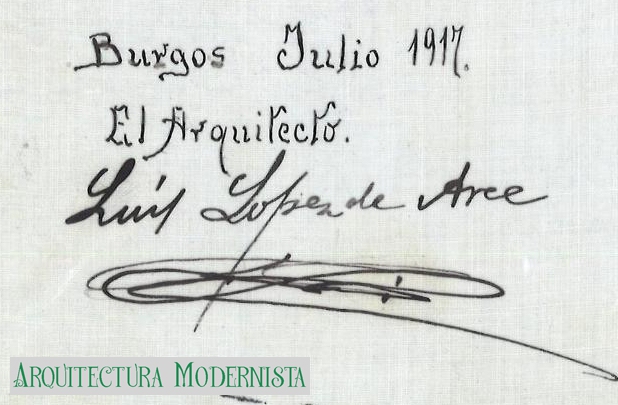 Burgos Julio 1917.
El Arquitecto.
Luis Lopez de Arce
ARQUITECTURA MODERNISTA